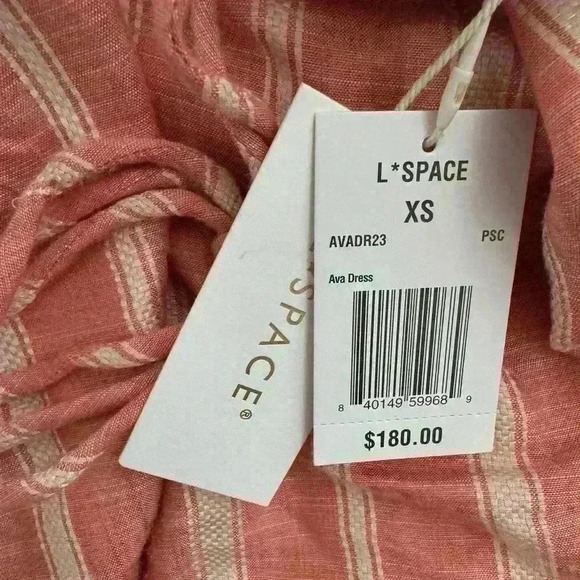 L*SPACE
XS
AVADR23 PSC
Ava Dress
8 40149 59968 9
$180.00
SPACE®